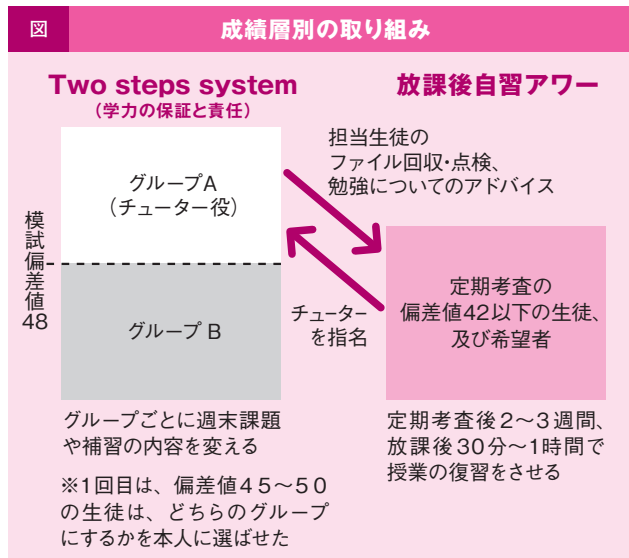 図
成績層別の取り組み
Two steps system
(学力の保証と責任)
放課後自習アワー
グループA
(チューター役)
模試偏差値48
グループ B
担当生徒の
ファイル回収・点検、
勉強についてのアドバイス
チューター
を指名
定期考査の
偏差値42以下の生徒、
及び希望者
グループごとに週末課題
や補習の内容を変える
※1回目は、偏差値45〜50
の生徒は、どちらのグループ
にするかを本人に選ばせた
定期考査後2〜3週間、
放課後30分〜1時間で
授業の復習をさせる